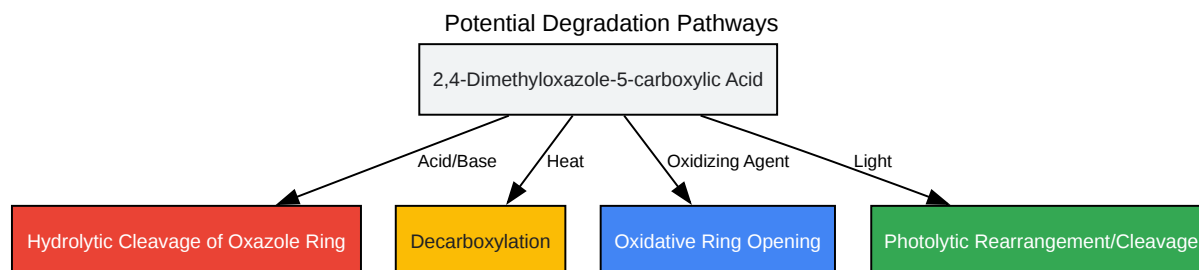 Potential Degradation Pathways
2,4-Dimethyloxazole-5-carboxylic Acid
Acid/Base
Heat
Oxidizing Agent
Light
Hydrolytic Cleavage of Oxazole Ring
Decarboxylation
Oxidative Ring Opening
Photolytic Rearrangement/Cleavage